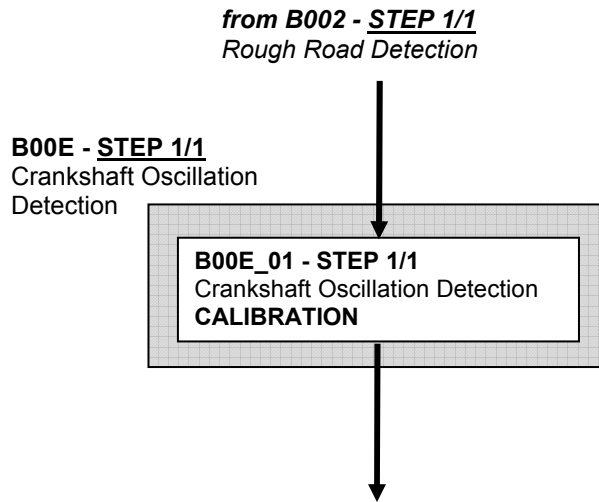 from B002 - STEP 1/1
Rough Road Detection
B00E - STEP 1/1
Crankshaft Oscillation
Detection
B00E_01 - STEP 1/1
Crankshaft Oscillation Detection
CALIBRATION